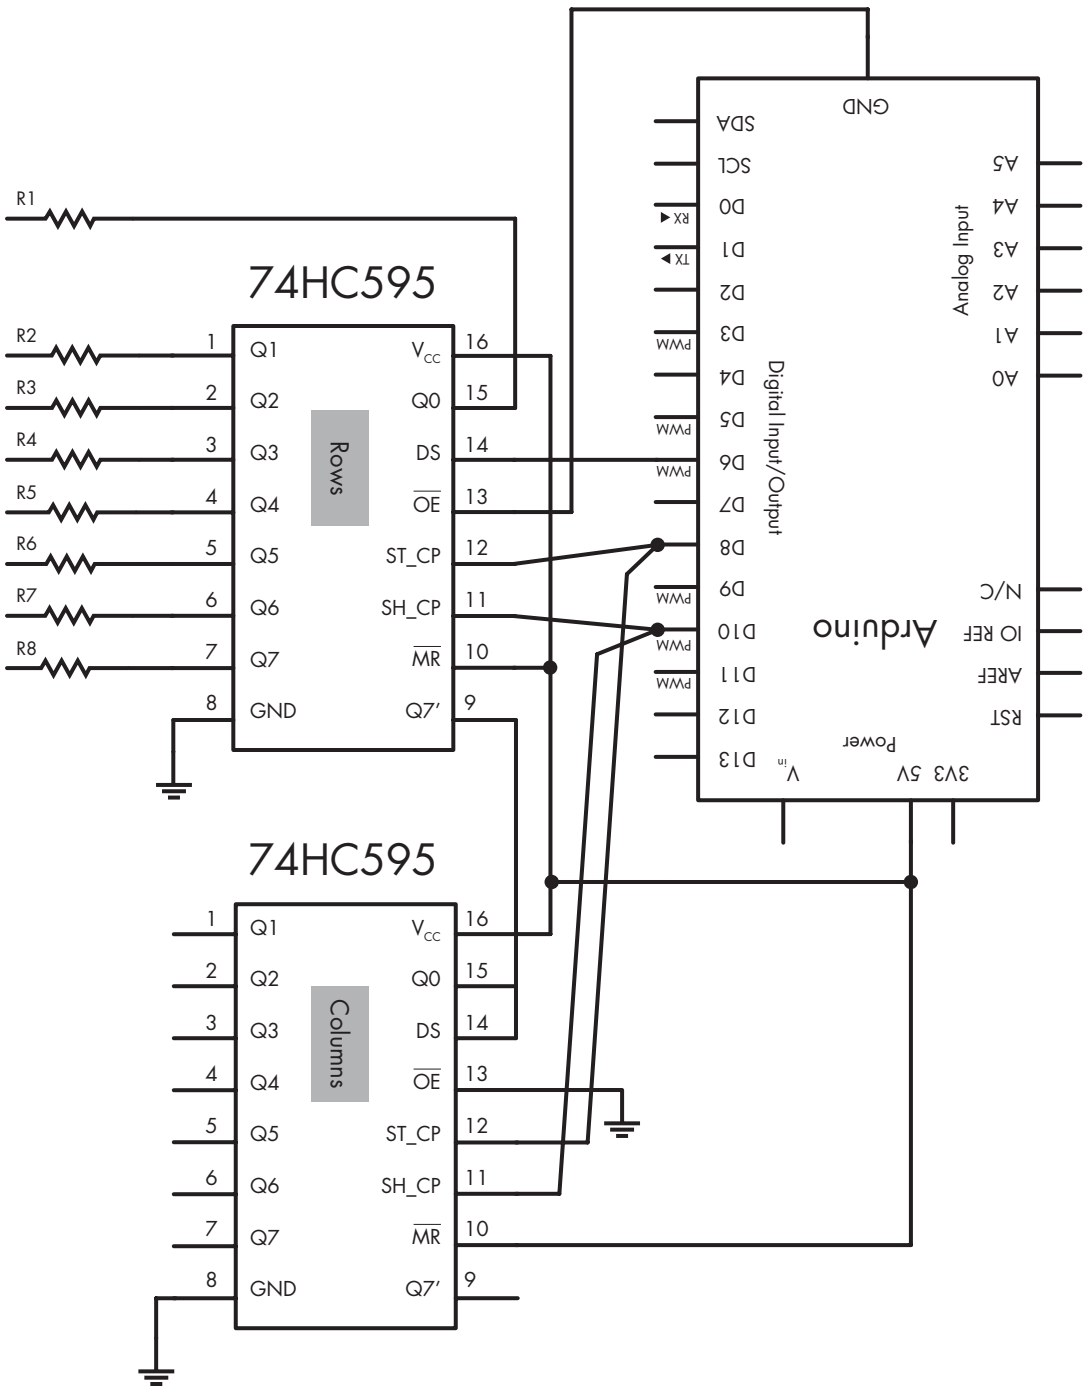 R1
74HC595
R2
R3
R4
R5
R6
R7
R8
1
2
3
4
5
6
7
8
Q1
Q2
Q3
Q4
Q5
Q6
Q7
GND
Rows
VCC
Q0
DS
OE
ST_CP
SH_CP
MR
Q7’
16
15
14
13
12
11
10
9
74HC595
1
2
3
4
5
6
7
8
Q1
Q2
Q3
Q4
Q5
Q6
Q7
GND
Columns
VCC
Q0
DS
OE
ST_CP
SH_CP
MR
Q7’
16
15
14
13
12
11
10
9
GND
SDA
SCL
D0
RX
D1
TX
D2
D3
PWM
D4
D5
PWM
D6
PWM
D7
D8
D9
PWM
D10
PWM
D11
PWM
D12
D13
Digital Input/Output
Arduino
Analog Input
A5
A4
A3
A2
A1
A0
N/C
IO REF
AREF
RST
Power
Vin
5V
3V3